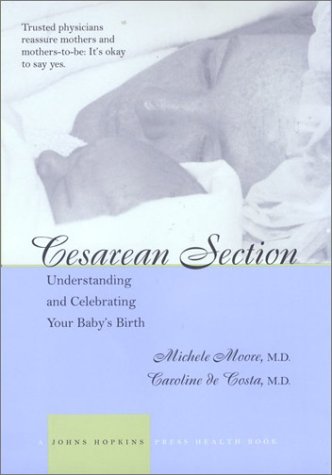 Trusted physicians
reassure mothers and
mothers-to-be: It's okay
to say yes.
Cesarean Section
Understanding
and Celebrating
Your Baby's Birth
Michele Moore, M.D.
Caroline de Costa, M.D.
A JOHNS HOPKINS PRESS HEALTH BOOK